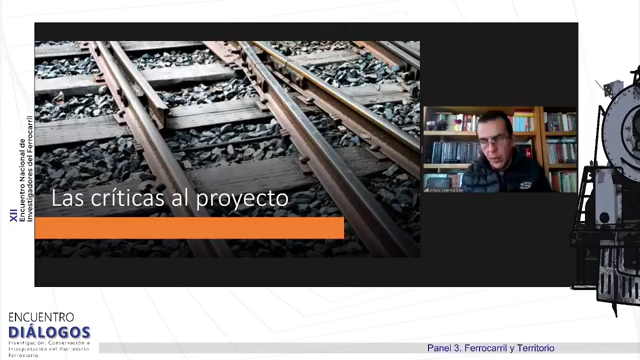 XII
Encuentro Nacional de
Investigadores del Ferrocarril
Las críticas al proyecto
ENCUENTRO
DIÁLOGOS
Investigación, Conservación e
Interpretación del Patrimonio
Ferroviario.
Panel 3. Ferrocarril y Territorio